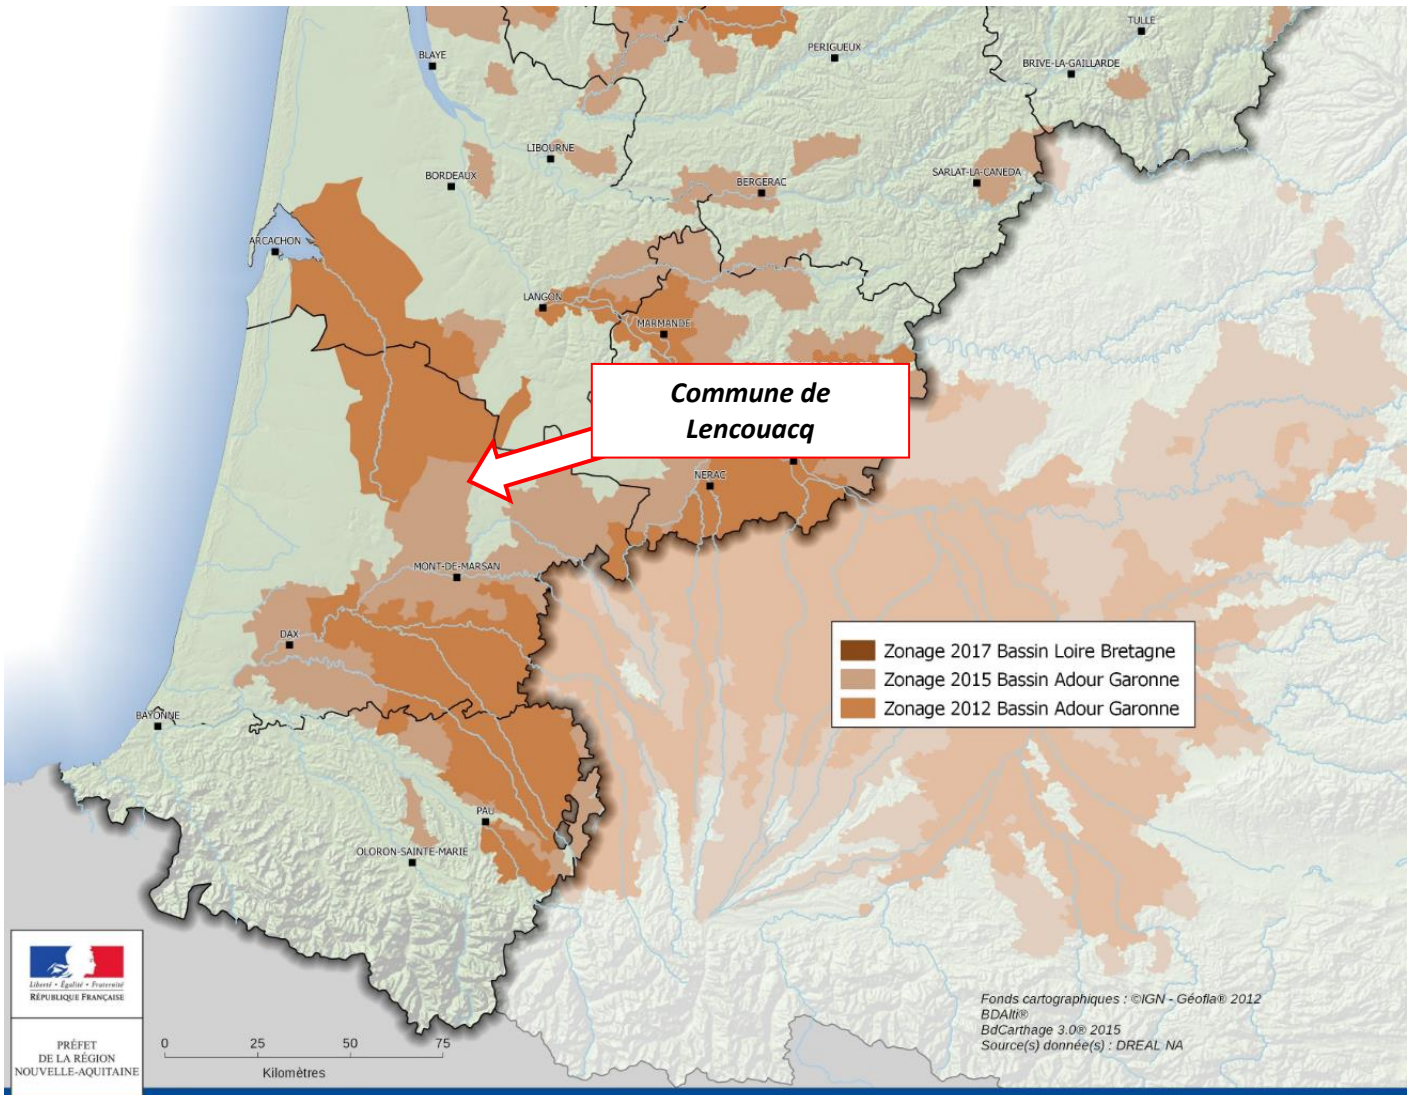 TULLE
PERIGUEUX
BLAYE
BRIVE-LA-GAILLARDE
LIBOURNE
BORDEAUX
SARLAT-LA-CANEDA
BERGERAC
ARCACHON
LANGON
MARMANDE
Commune de
Lencouacq
NERAC
MONT-DE-MARSAN
DAX
Zonage 2017 Bassin Loire Bretagne
Zonage 2015 Bassin Adour Garonne
Zonage 2012 Bassin Adour Garonne
BAYONNE
PAU
OLORON-SAINTE-MARIE
Liberté • Égalité • Fraternité
RÉPUBLIQUE FRANÇAISE
PRÉFET
DE LA RÉGION
NOUVELLE-AQUITAINE
0 25 50 75
Kilomètres
Fonds cartographiques : ©IGN - Géofla® 2012
BDAlti®
BdCarthage 3.0® 2015
Source(s) donnée(s) : DREAL NA